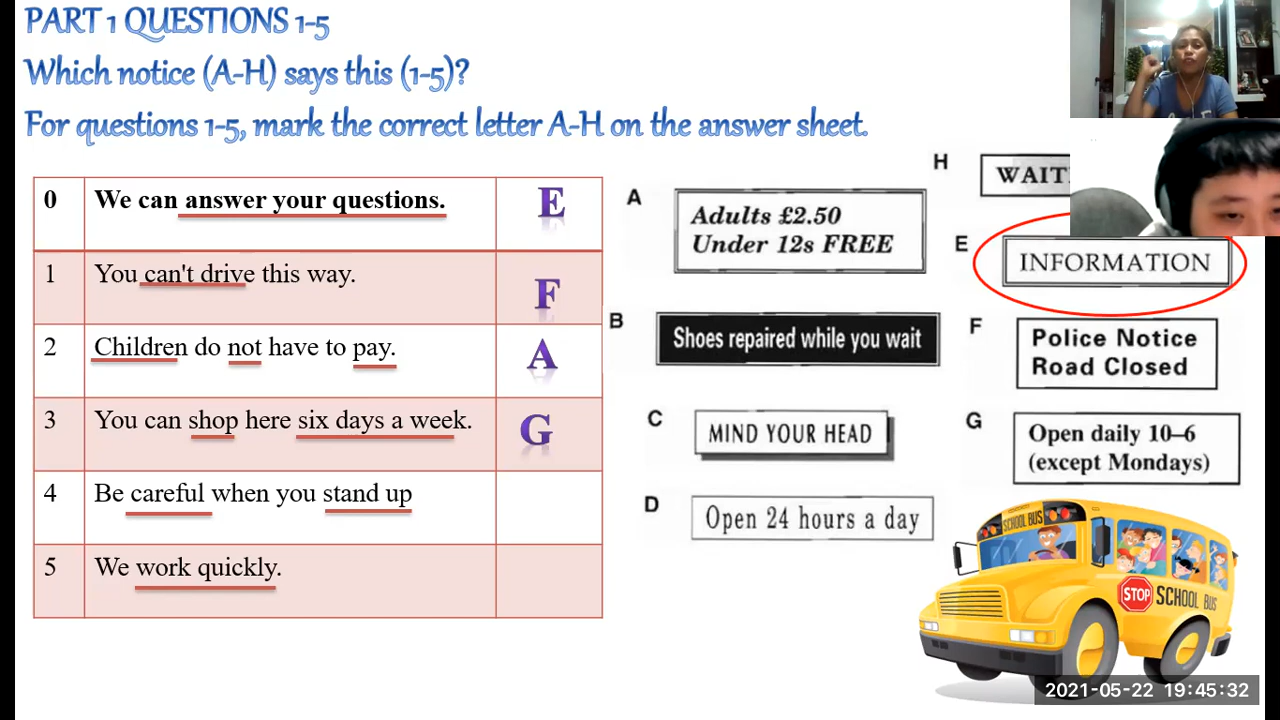 PART 1 QUESTIONS 1-5
Which notice (A-H) says this (1-5)?
For questions 1-5, mark the correct letter A-H on the answer sheet.
0 We can answer your questions. E
1 You can't drive this way. F
2 Children do not have to pay. A
3 You can shop here six days a week. G
4 Be careful when you stand up
5 We work quickly.
A
Adults £2.50
Under 12s FREE
B
Shoes repaired while you wait
C
MIND YOUR HEAD
D
Open 24 hours a day
H
E
INFORMATION
F
Police Notice
Road Closed
G
Open daily 10–6
(except Mondays)
SCHOOL BUS
STOP
SCHOOL BUS
2021-05-22 19:45:32